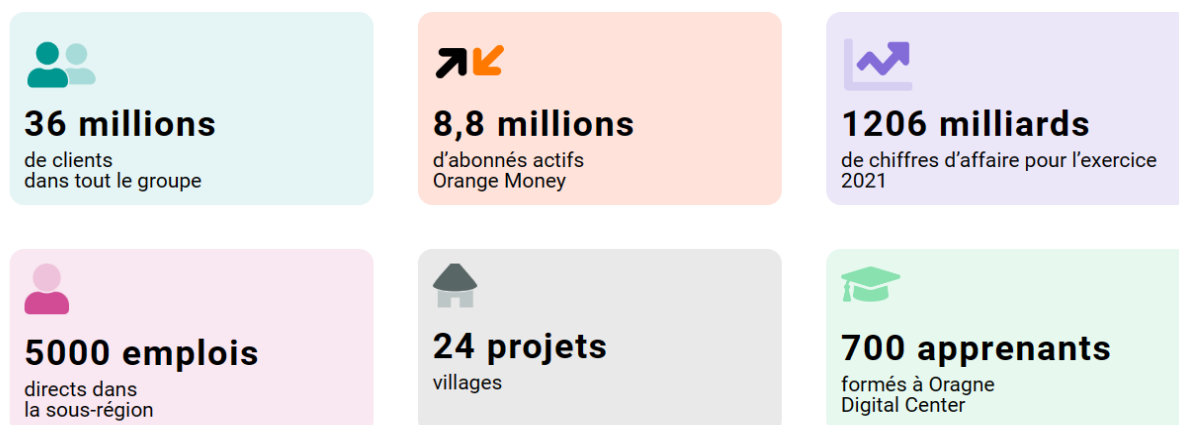 36 millions
de clients
dans tout le groupe
8,8 millions
d’abonnés actifs
Orange Money
1206 milliards
de chiffres d’affaire pour l’exercice
2021
5000 emplois
directs dans
la sous-région
24 projets
villages
700 apprenants
formés à Oragne
Digital Center